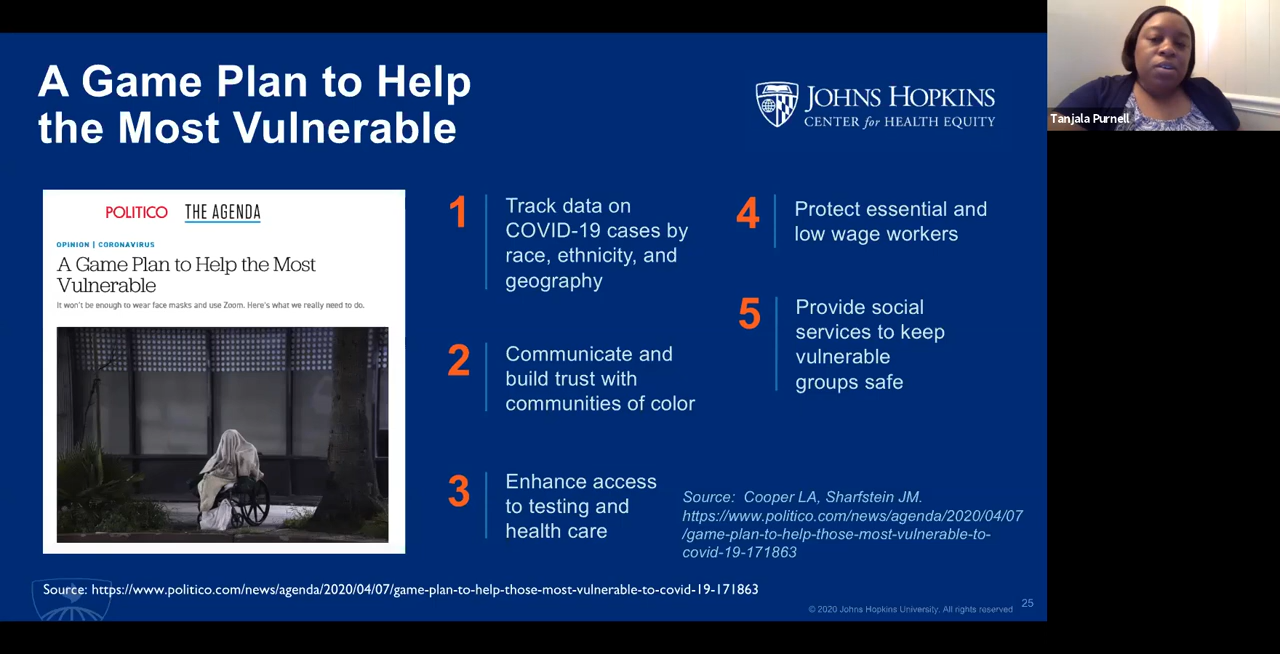 A Game Plan to Help
the Most Vulnerable
JOHNS HOPKINS
CENTER for HEALTH EQUITY
Tanjala Purnell
POLITICO THE AGENDA
OPINION | CORONAVIRUS
A Game Plan to Help the Most
Vulnerable
It won't be enough to wear face masks and use Zoom. Here's what we really need to do.
1
Track data on
COVID-19 cases by
race, ethnicity, and
geography
2
Communicate and
build trust with
communities of color
3
Enhance access
to testing and
health care
4
Protect essential and
low wage workers
5
Provide social
services to keep
vulnerable
groups safe
Source: Cooper LA, Sharfstein JM.
https://www.politico.com/news/agenda/2020/04/07
/game-plan-to-help-those-most-vulnerable-to-
covid-19-171863
Source: https://www.politico.com/news/agenda/2020/04/07/game-plan-to-help-those-most-vulnerable-to-covid-19-171863
© 2020 Johns Hopkins University. All rights reserved
25